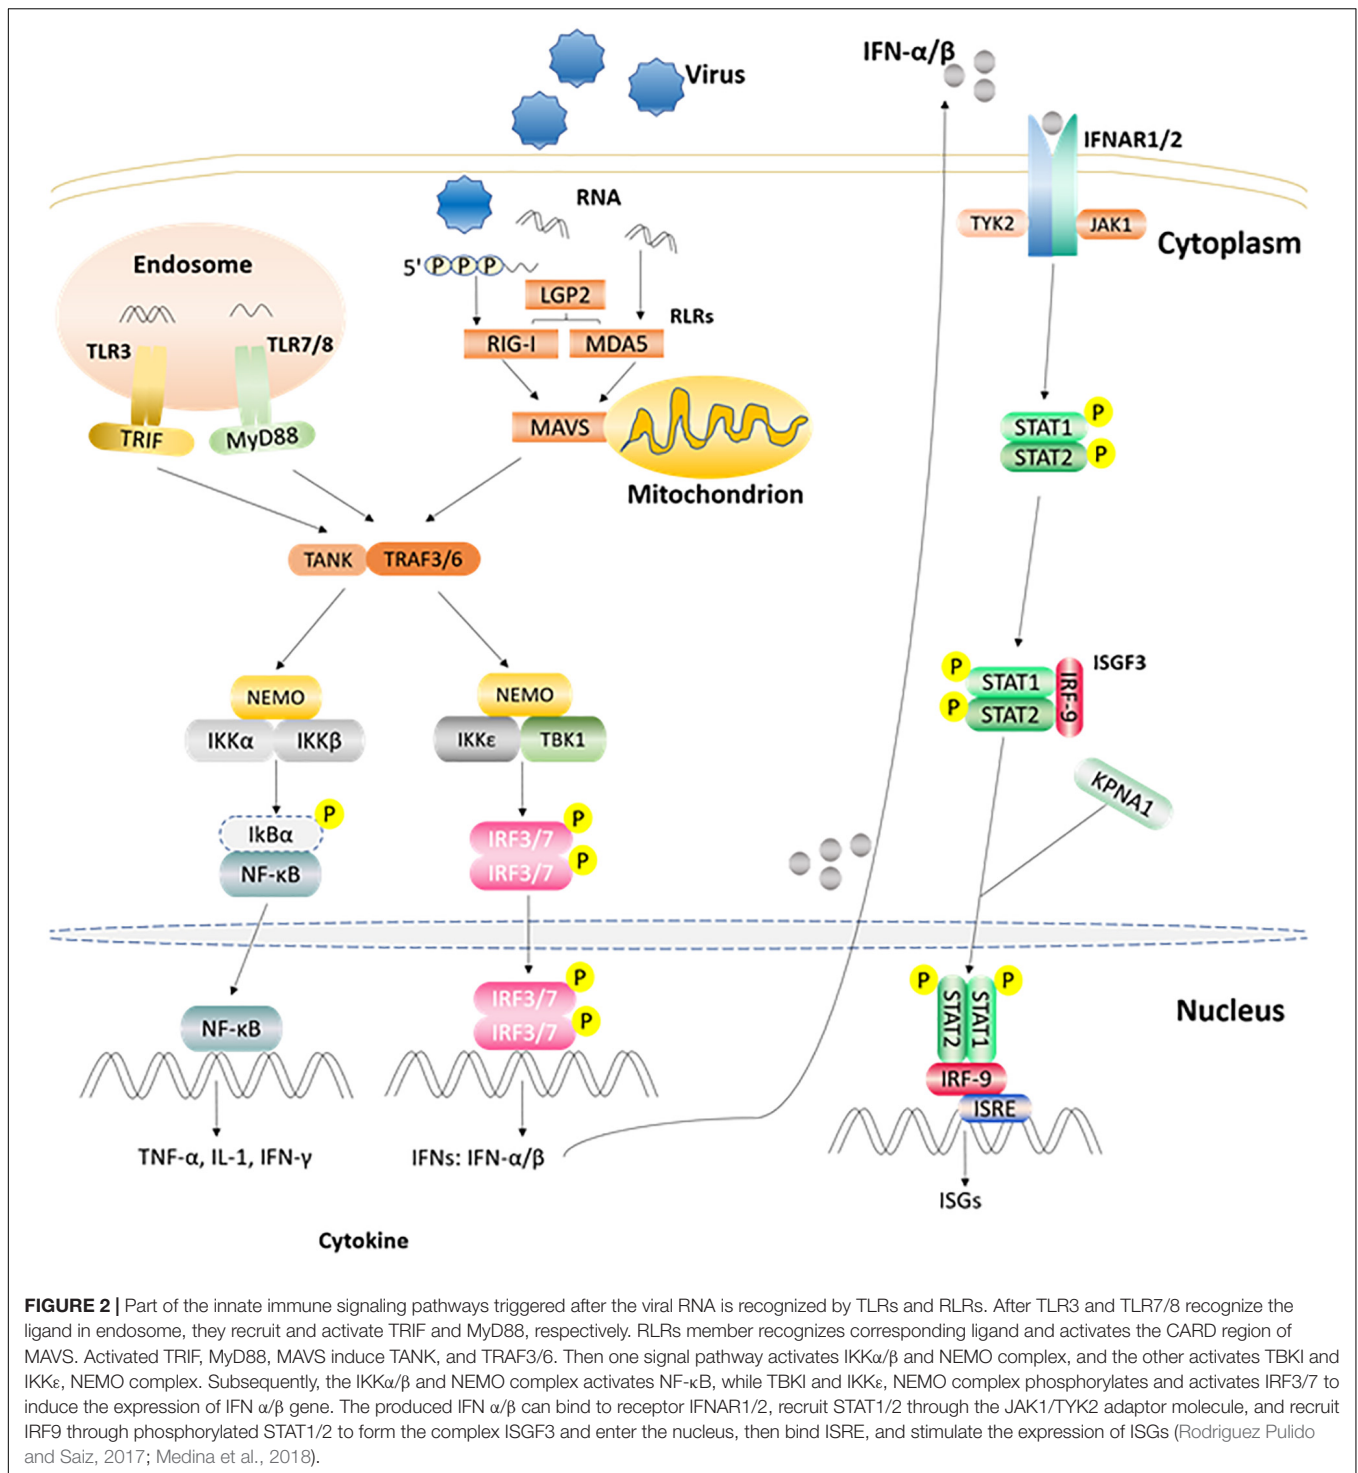 IFN-α/β
Virus
IFNAR1/2
RNA
TYK2
JAK1
Cytoplasm
Endosome
5' P P P
LGP2
RLRs
TLR3
TLR7/8
RIG-I
MDA5
TRIF
MyD88
MAVS
Mitochondrion
P
STAT1
STAT2
P
TANK
TRAF3/6
P
STAT1
P
STAT2
IRF-9
ISGF3
NEMO
IKKα
IKKβ
NEMO
IKKε
TBK1
KPNA1
P
IkBα
NF-κB
P
IRF3/7
P
IRF3/7
P
IRF3/7
P
IRF3/7
NF-κB
P
P
STAT2
STAT1
Nucleus
IRF-9
ISRE
TNF-α, IL-1, IFN-γ
IFNs: IFN-α/β
ISGs
Cytokine
FIGURE 2 | Part of the innate immune signaling pathways triggered after the viral RNA is recognized by TLRs and RLRs. After TLR3 and TLR7/8 recognize the
ligand in endosome, they recruit and activate TRIF and MyD88, respectively. RLRs member recognizes corresponding ligand and activates the CARD region of
MAVS. Activated TRIF, MyD88, MAVS induce TANK, and TRAF3/6. Then one signal pathway activates IKKα/β and NEMO complex, and the other activates TBKI and
IKKε, NEMO complex. Subsequently, the IKKα/β and NEMO complex activates NF-κB, while TBKI and IKKε, NEMO complex phosphorylates and activates IRF3/7 to
induce the expression of IFN α/β gene. The produced IFN α/β can bind to receptor IFNAR1/2, recruit STAT1/2 through the JAK1/TYK2 adaptor molecule, and recruit
IRF9 through phosphorylated STAT1/2 to form the complex ISGF3 and enter the nucleus, then bind ISRE, and stimulate the expression of ISGs (Rodriguez Pulido
and Saiz, 2017; Medina et al., 2018).